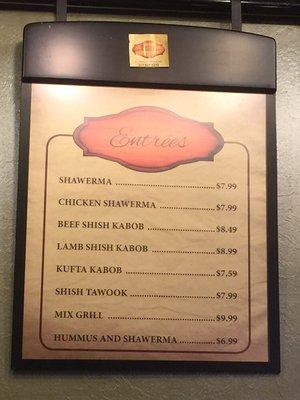 Entrees
SHAWERMA ........ $7.99
CHICKEN SHAWERMA ........ $7.99
BEEF SHISH KABOB ........ $8.49
LAMB SHISH KABOB ........ $8.99
KUFTA KABOB ........ $7.59
SHISH TAWOOK ........ $7.99
MIX GRILL ........ $9.99
HUMMUS AND SHAWERMA ........ $6.99